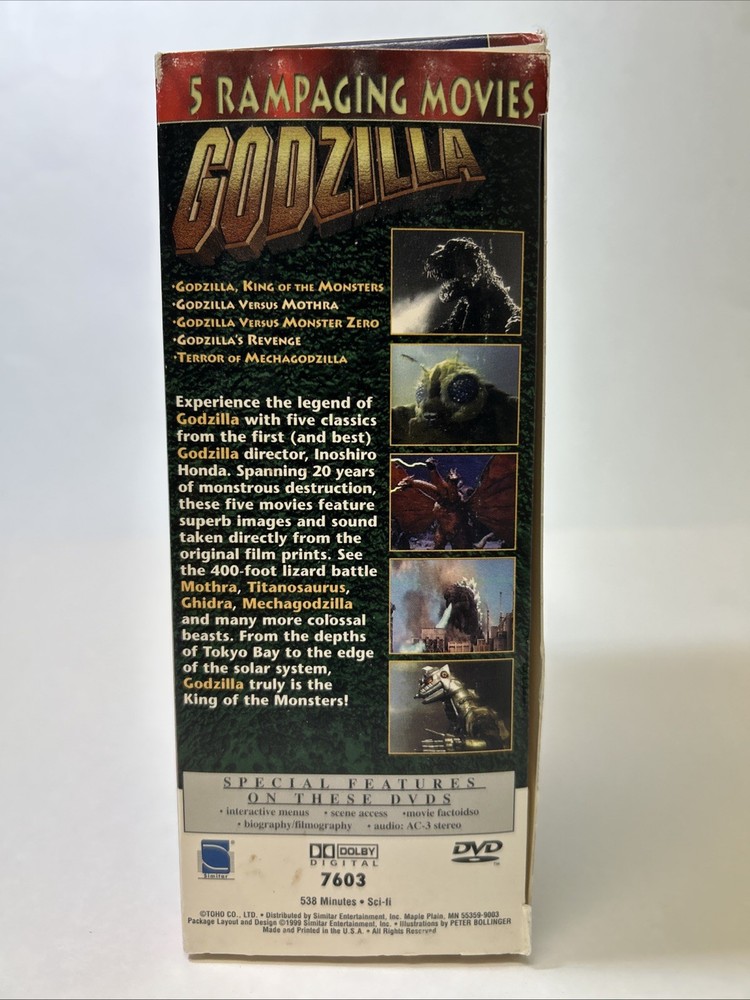 5 RAMPAGING MOVIES
GODZILLA
•GODZILLA, KING OF THE MONSTERS
•GODZILLA VERSUS MOTHRA
•GODZILLA VERSUS MONSTER ZERO
•GODZILLA'S REVENGE
•TERROR OF MECHAGODZILLA
Experience the legend of
Godzilla with five classics
from the first (and best)
Godzilla director, Inoshiro
Honda. Spanning 20 years
of monstrous destruction,
these five movies feature
superb images and sound
taken directly from the
original film prints. See
the 400-foot lizard battle
Mothra, Titanosaurus,
Ghidra, Mechagodzilla
and many more colossal
beasts. From the depths
of Tokyo Bay to the edge
of the solar system,
Godzilla truly is the
King of the Monsters!
SPECIAL FEATURES
ON THESE DVDS
• interactive menus • scene access •movie factoidso
• biography/filmography • audio: AC-3 stereo
Similar
DOLBY
DIGITAL
DVD
7603
538 Minutes • Sci-fi
©TOHO CO., LTD. • Distributed by Similar Entertainment, Inc. Maple Plain, MN 55359-9003
Package Layout and Design ©1999 Similar Entertainment, Inc. • Illustrations by PETER BOLLINGER
Made and Printed in the U.S.A. • All Rights Reserved